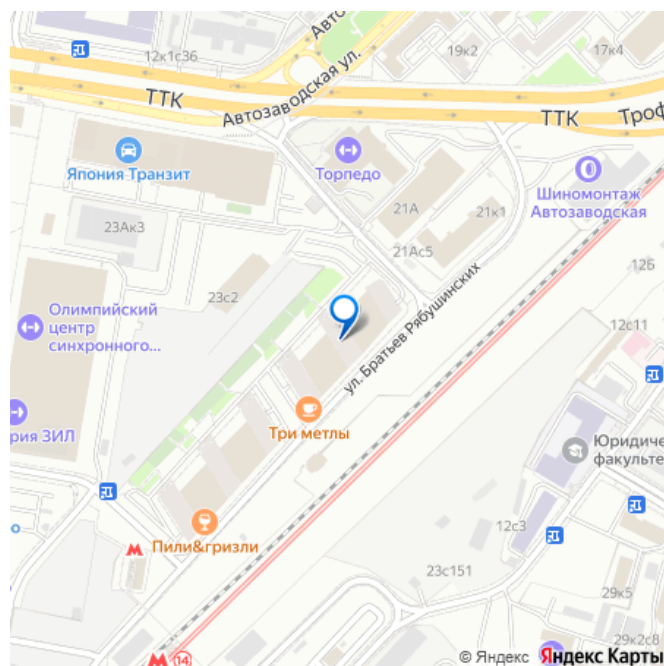 Авто
12к1с36
19к2
17к4
Автозаводская ул.
ТТК
ТТК
Троф
Япония Транзит
Торпедо
Шиномонтаж
Автозаводская
21А
21к1
23Ак3
21Ас5
12Б
23с2
Олимпийский
центр
синхронного...
ул. Братьев Рябушинских
12с11
Три метлы
рия ЗИЛ
Юридиче
факульте
о
Пили&гризли
12с3
23с151
29к5
29к2с8
14
© Яндекс Яндекс Карты